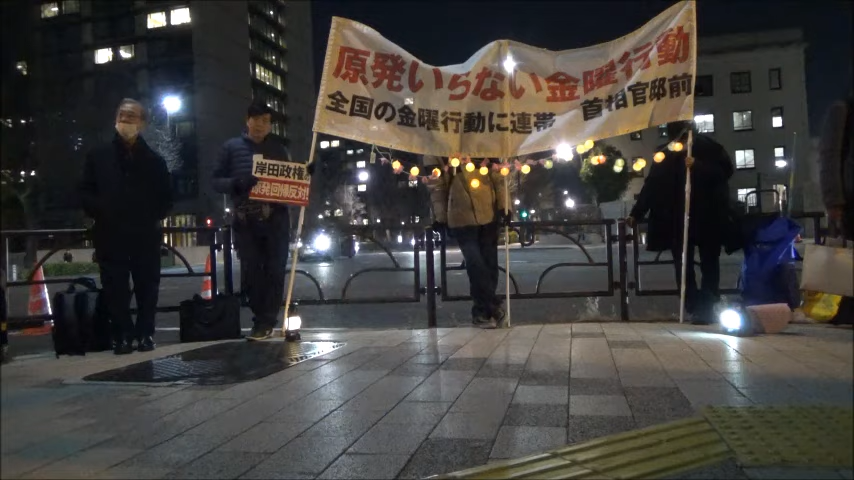 原発いらない金曜行動
全国の金曜行動に連帯 首相官邸前
岸田政権
原発回帰反対